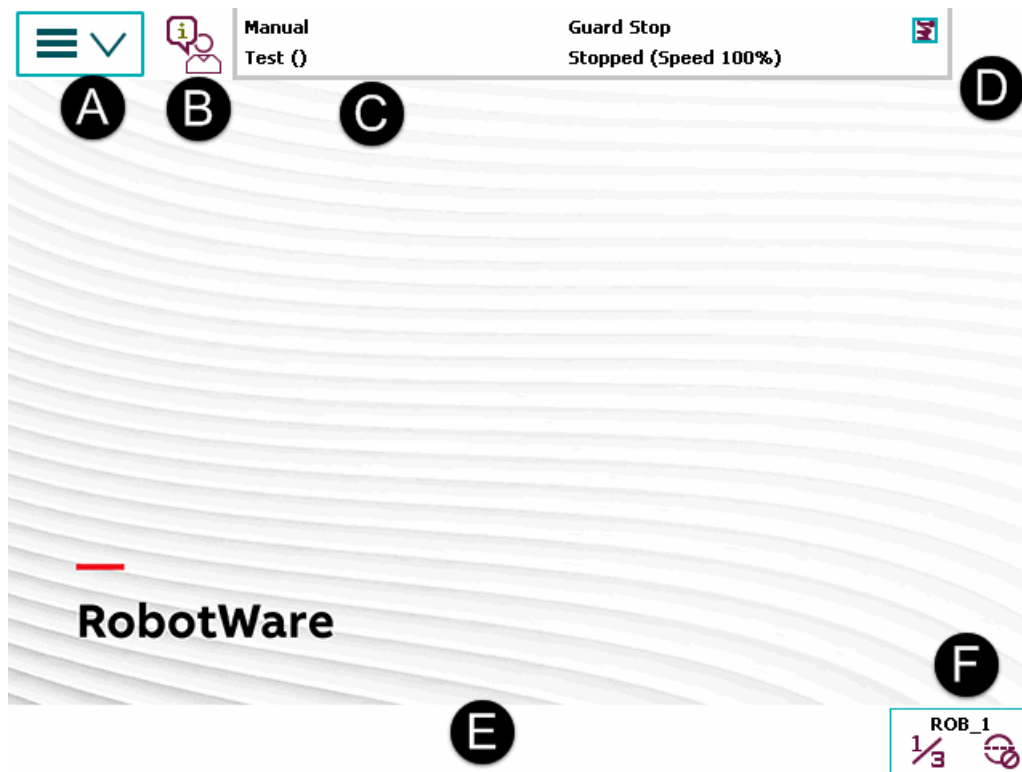 Manual
Guard Stop
Test ()
Stopped (Speed 100%)
A
B
C
D
RobotWare
F
E
ROB_1
1/3